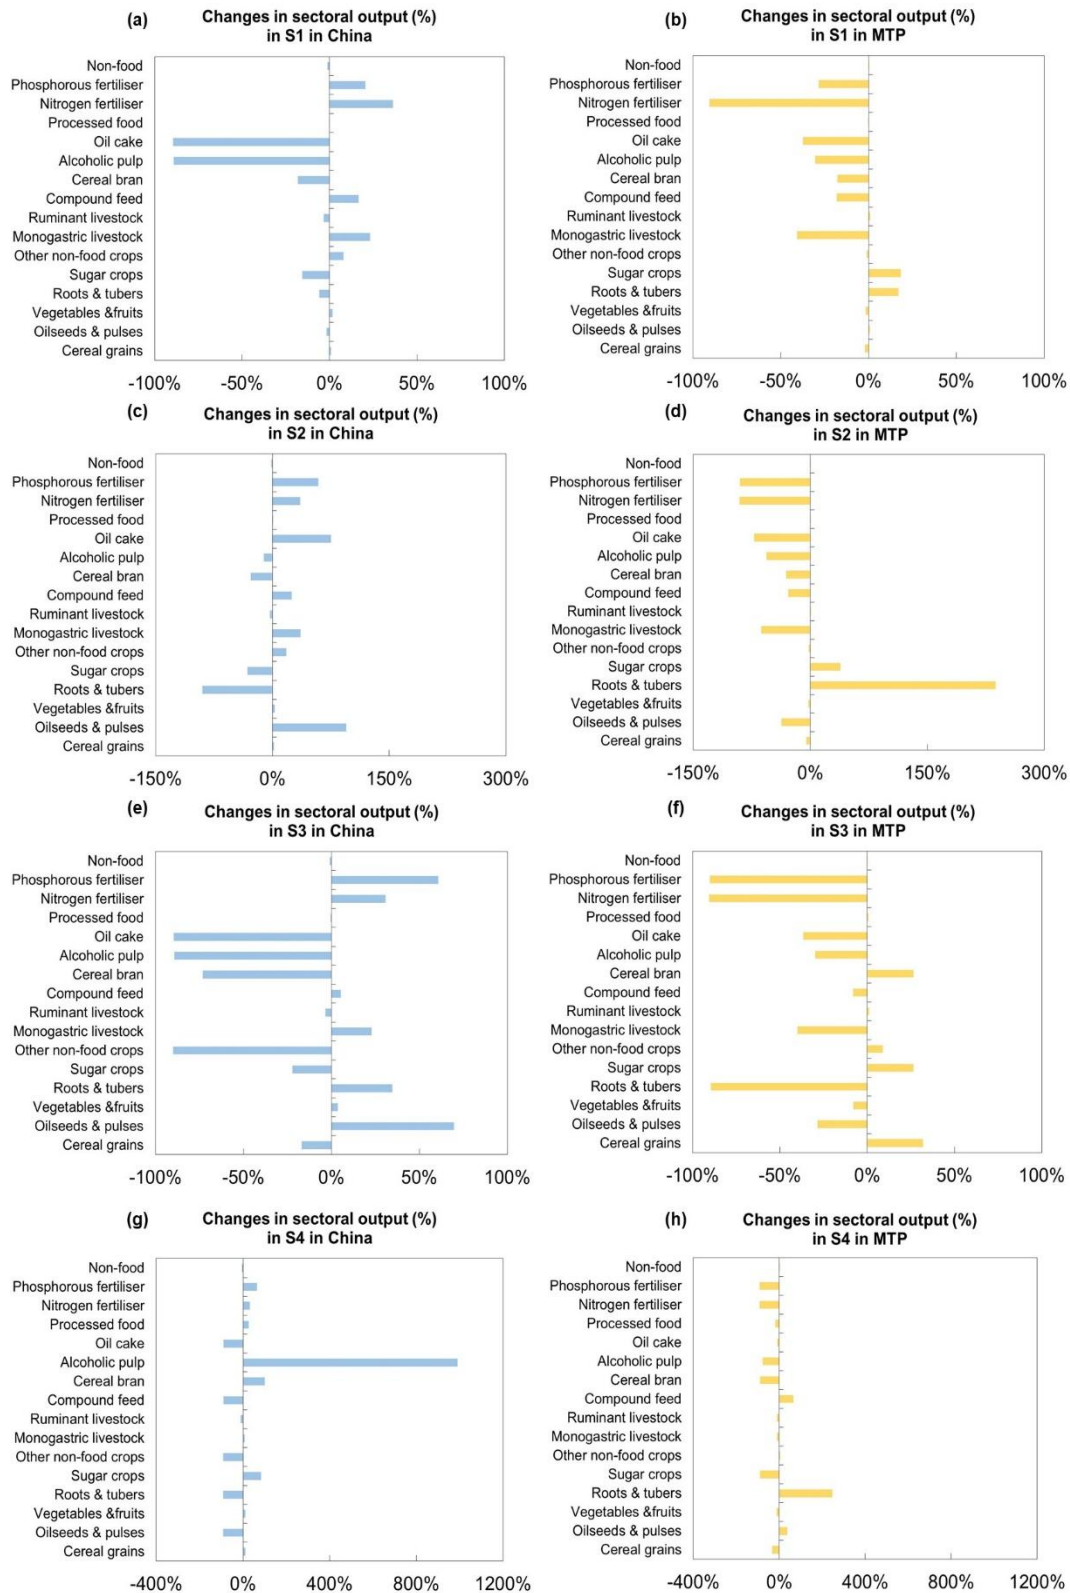 (a) Changes in sectoral output (%)
in S1 in China
Non-food
Phosphorous fertiliser
Nitrogen fertiliser
Processed food
Oil cake
Alcoholic pulp
Cereal bran
Compound feed
Ruminant livestock
Monogastric livestock
Other non-food crops
Sugar crops
Roots & tubers
Vegetables &fruits
Oilseeds & pulses
Cereal grains
-100% -50% 0% 50% 100%
(b) Changes in sectoral output (%)
in S1 in MTP
Non-food
Phosphorous fertiliser
Nitrogen fertiliser
Processed food
Oil cake
Alcoholic pulp
Cereal bran
Compound feed
Ruminant livestock
Monogastric livestock
Other non-food crops
Sugar crops
Roots & tubers
Vegetables &fruits
Oilseeds & pulses
Cereal grains
-100% -50% 0% 50% 100%
(c) Changes in sectoral output (%)
in S2 in China
Non-food
Phosphorous fertiliser
Nitrogen fertiliser
Processed food
Oil cake
Alcoholic pulp
Cereal bran
Compound feed
Ruminant livestock
Monogastric livestock
Other non-food crops
Sugar crops
Roots & tubers
Vegetables &fruits
Oilseeds & pulses
Cereal grains
-150% 0% 150% 300%
(d) Changes in sectoral output (%)
in S2 in MTP
Non-food
Phosphorous fertiliser
Nitrogen fertiliser
Processed food
Oil cake
Alcoholic pulp
Cereal bran
Compound feed
Ruminant livestock
Monogastric livestock
Other non-food crops
Sugar crops
Roots & tubers
Vegetables &fruits
Oilseeds & pulses
Cereal grains
-150% 0% 150% 300%
(e) Changes in sectoral output (%)
in S3 in China
Non-food
Phosphorous fertiliser
Nitrogen fertiliser
Processed food
Oil cake
Alcoholic pulp
Cereal bran
Compound feed
Ruminant livestock
Monogastric livestock
Other non-food crops
Sugar crops
Roots & tubers
Vegetables &fruits
Oilseeds & pulses
Cereal grains
-100% -50% 0% 50% 100%
(f) Changes in sectoral output (%)
in S3 in MTP
Non-food
Phosphorous fertiliser
Nitrogen fertiliser
Processed food
Oil cake
Alcoholic pulp
Cereal bran
Compound feed
Ruminant livestock
Monogastric livestock
Other non-food crops
Sugar crops
Roots & tubers
Vegetables &fruits
Oilseeds & pulses
Cereal grains
-100% -50% 0% 50% 100%
(g) Changes in sectoral output (%)
in S4 in China
Non-food
Phosphorous fertiliser
Nitrogen fertiliser
Processed food
Oil cake
Alcoholic pulp
Cereal bran
Compound feed
Ruminant livestock
Monogastric livestock
Other non-food crops
Sugar crops
Roots & tubers
Vegetables &fruits
Oilseeds & pulses
Cereal grains
-400% 0% 400% 800% 1200%
(h) Changes in sectoral output (%)
in S4 in MTP
Non-food
Phosphorous fertiliser
Nitrogen fertiliser
Processed food
Oil cake
Alcoholic pulp
Cereal bran
Compound feed
Ruminant livestock
Monogastric livestock
Other non-food crops
Sugar crops
Roots & tubers
Vegetables &fruits
Oilseeds & pulses
Cereal grains
-400% 0% 400% 800% 1200%